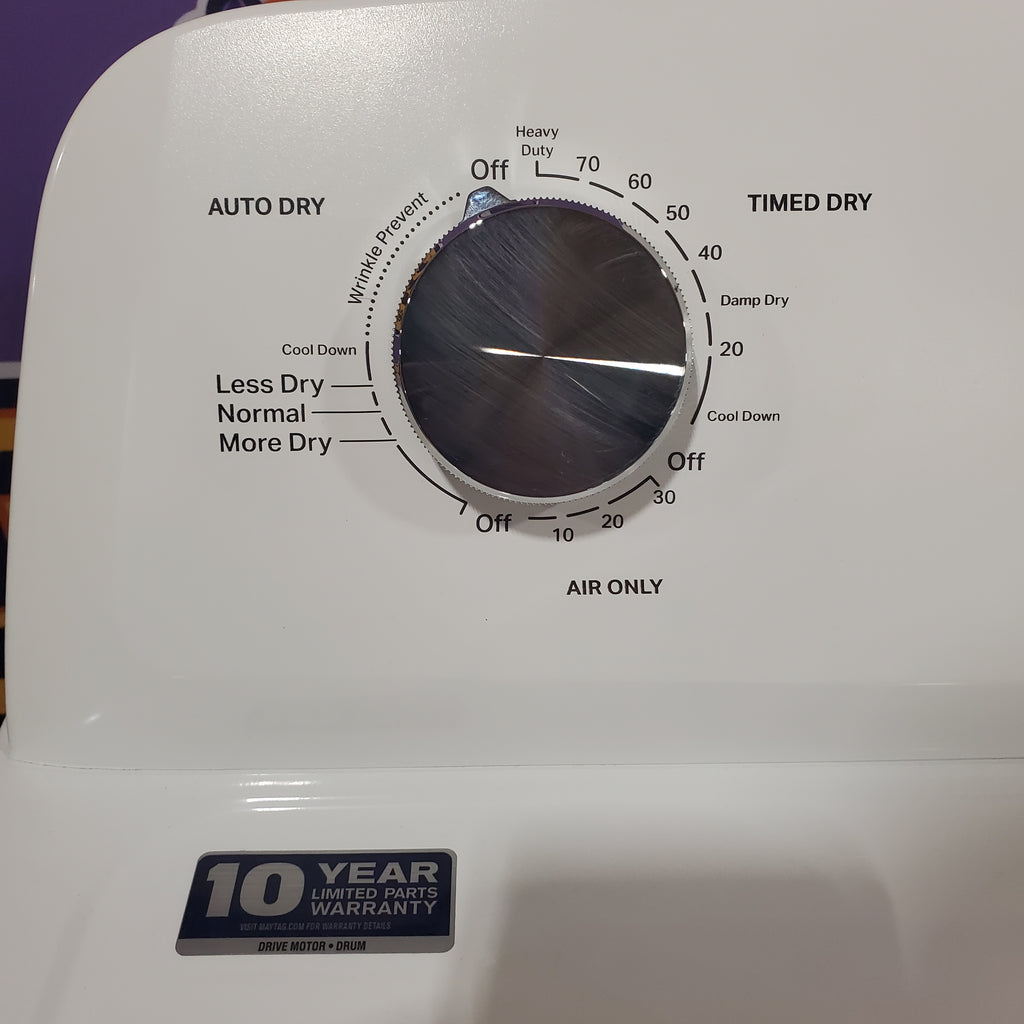 Heavy
Duty
Off
70
60
50
40
Damp Dry
20
Cool Down
Off
30
20
10
Off
AUTO DRY
TIMED DRY
Wrinkle Prevent
Cool Down
Less Dry
Normal
More Dry
AIR ONLY
10 YEAR
LIMITED PARTS
WARRANTY
VISIT MAYTAG.COM FOR WARRANTY DETAILS
DRIVE MOTOR • DRUM